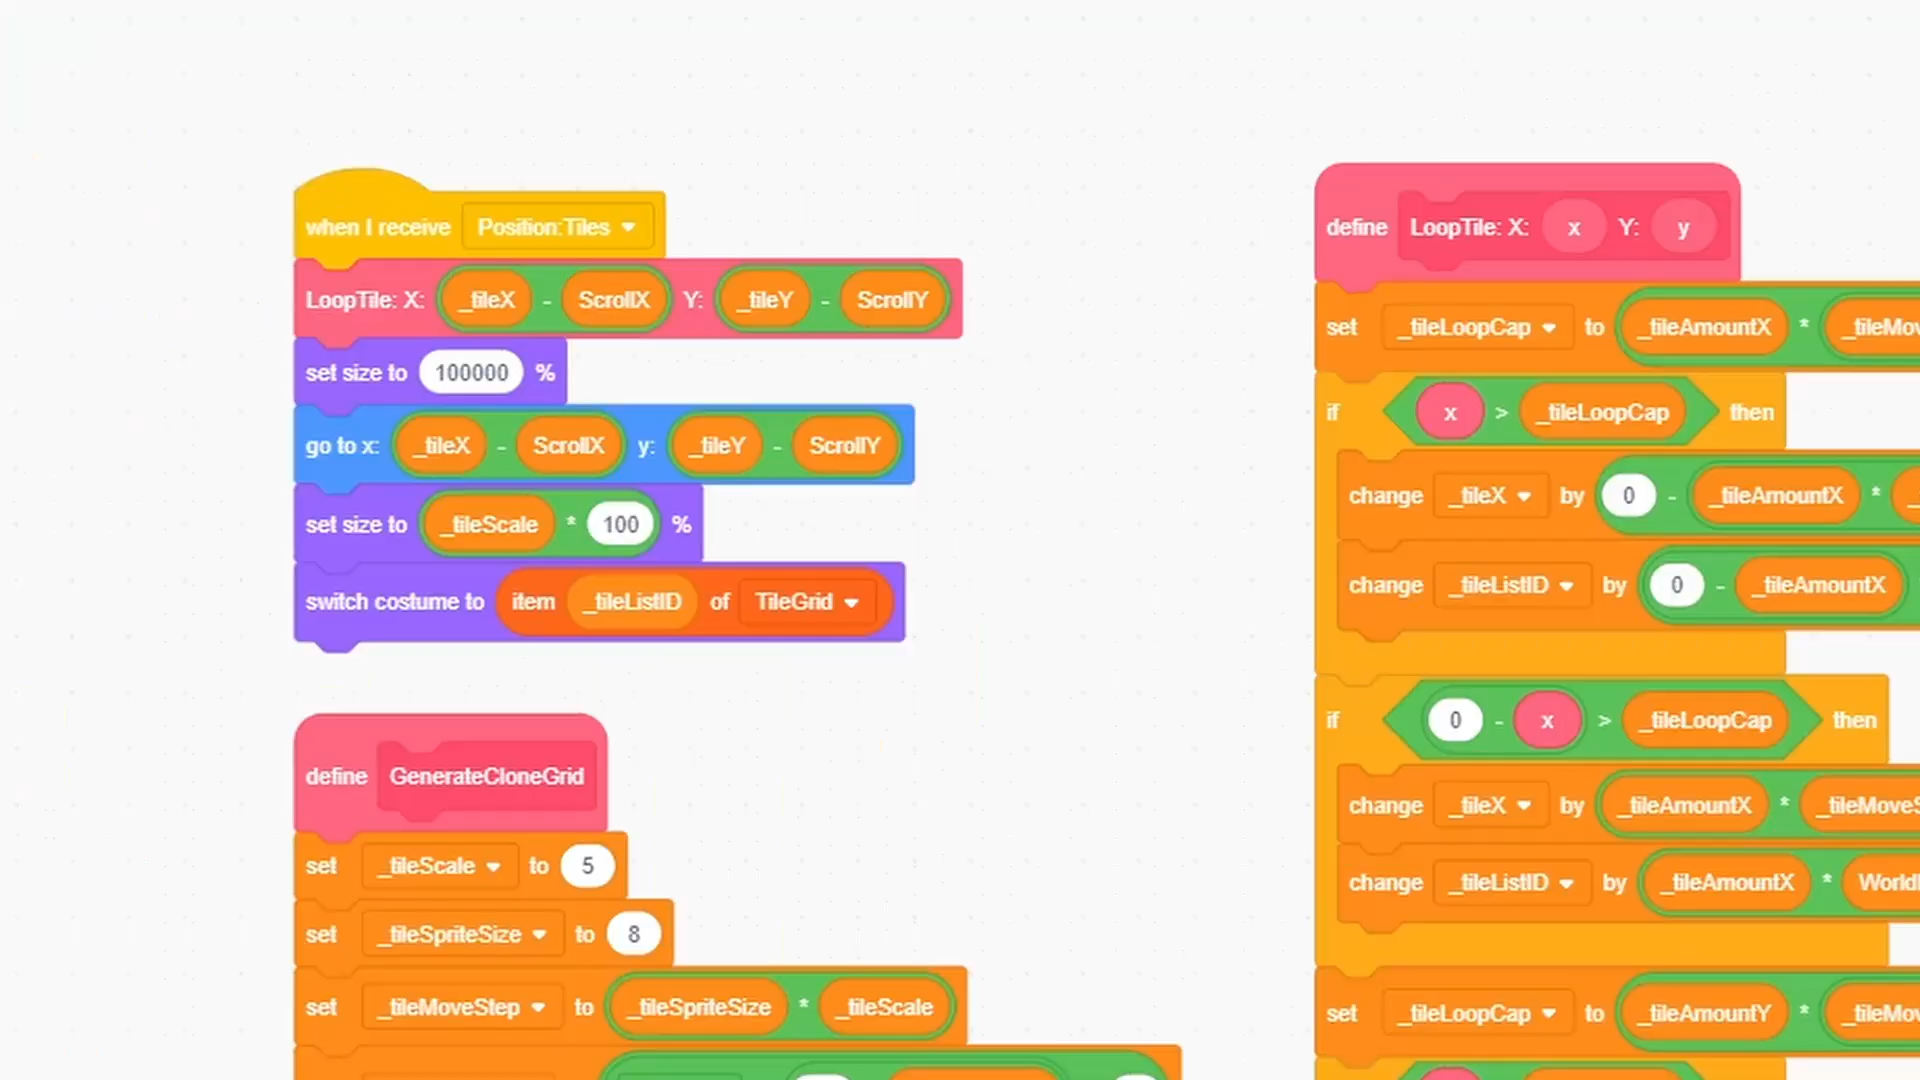 when I receive Position:Tiles
LoopTile: X: _tileX - ScrollX Y: _tileY - ScrollY
set size to 100000 %
go to x: _tileX - ScrollX y: _tileY - ScrollY
set size to _tileScale * 100 %
switch costume to item _tileListID of TileGrid
define GenerateCloneGrid
set _tileScale to 5
set _tileSpriteSize to 8
set _tileMoveStep to _tileSpriteSize * _tileScale
define LoopTile: X: x Y: y
set _tileLoopCap to _tileAmountX * _tileMov
if x > _tileLoopCap then
change _tileX by 0 - _tileAmountX *
change _tileListID by 0 - _tileAmountX
if 0 - x > _tileLoopCap then
change _tileX by _tileAmountX * _tileMoveS
change _tileListID by _tileAmountX * World
set _tileLoopCap to _tileAmountY * _tileMov